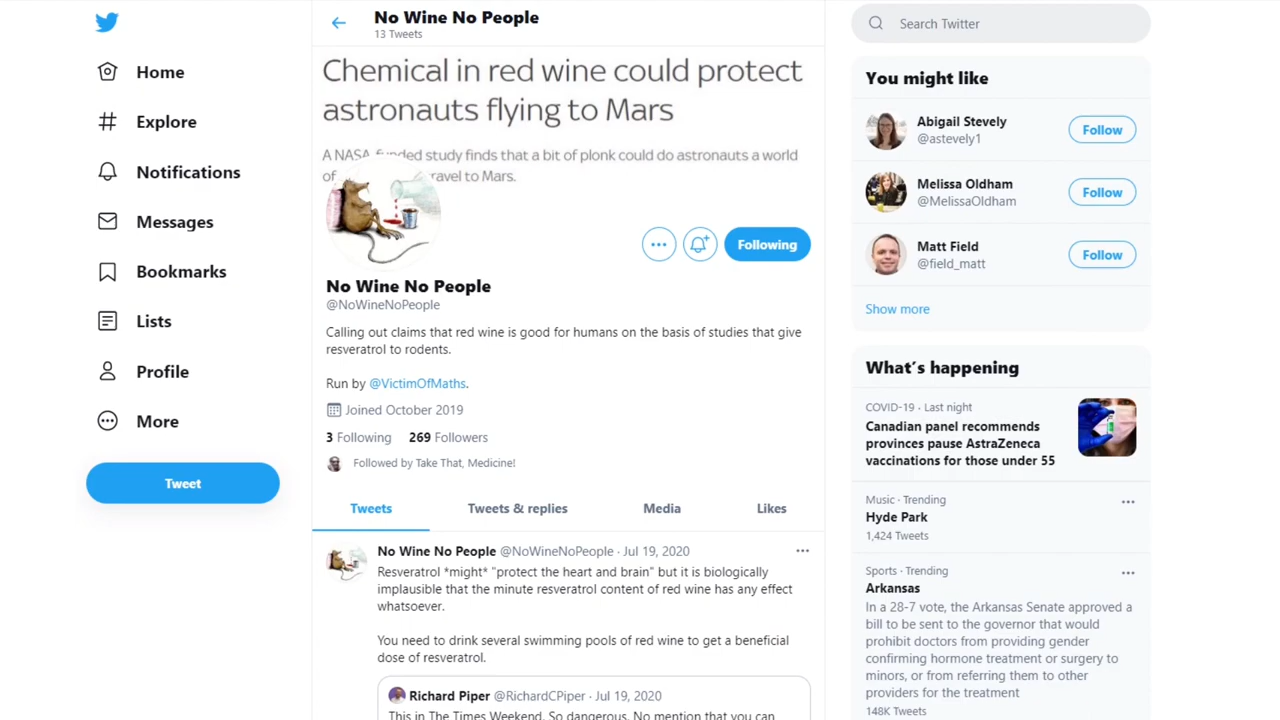 No Wine No People
13 Tweets
Search Twitter
Home
Explore
Notifications
Messages
Bookmarks
Lists
Profile
More
Tweet
Chemical in red wine could protect
astronauts flying to Mars
A NASA-funded study finds that a bit of plonk could do astronauts a world
of ravel to Mars.
Following
No Wine No People
@NoWineNoPeople
Calling out claims that red wine is good for humans on the basis of studies that give
resveratrol to rodents.
Run by @VictimOfMaths.
Joined October 2019
3 Following 269 Followers
Followed by Take That, Medicine!
Tweets Tweets & replies Media Likes
No Wine No People @NoWineNoPeople · Jul 19, 2020
Resveratrol *might* "protect the heart and brain" but it is biologically
implausible that the minute resveratrol content of red wine has any effect
whatsoever.
You need to drink several swimming pools of red wine to get a beneficial
dose of resveratrol.
Richard Piper @RichardCPiper · Jul 19, 2020
This in The Times Weekend. So dangerous. No mention that you can
You might like
Abigail Stevely
@astevely1
Follow
Melissa Oldham
@MelissaOldham
Follow
Matt Field
@field_matt
Follow
Show more
What's happening
COVID-19 · Last night
Canadian panel recommends
provinces pause AstraZeneca
vaccinations for those under 55
Music · Trending
Hyde Park
1,424 Tweets
Sports · Trending
Arkansas
In a 28-7 vote, the Arkansas Senate approved a
bill to be sent to the governor that would
prohibit doctors from providing gender
confirming hormone treatment or surgery to
minors, or from referring them to other
providers for the treatment
148K Tweets